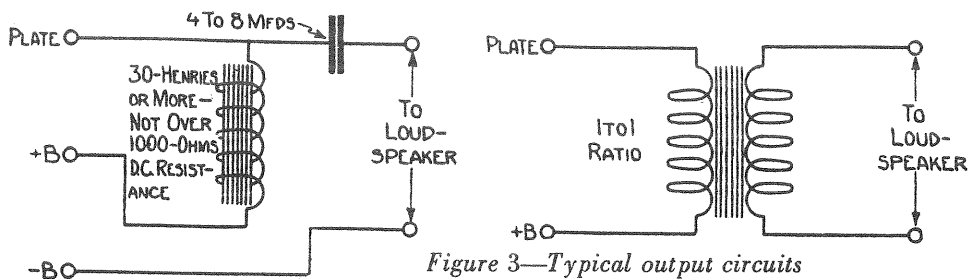 4 TO 8 MFDS
PLATE
30-HENRIES
OR MORE-
NOT OVER
1000-OHMS
D.C. RESIST-
ANCE
+B
-B
TO
LOUD-
SPEAKER
PLATE
1 TO 1
RATIO
+B
TO
LOUD-
SPEAKER
Figure 3—Typical output circuits